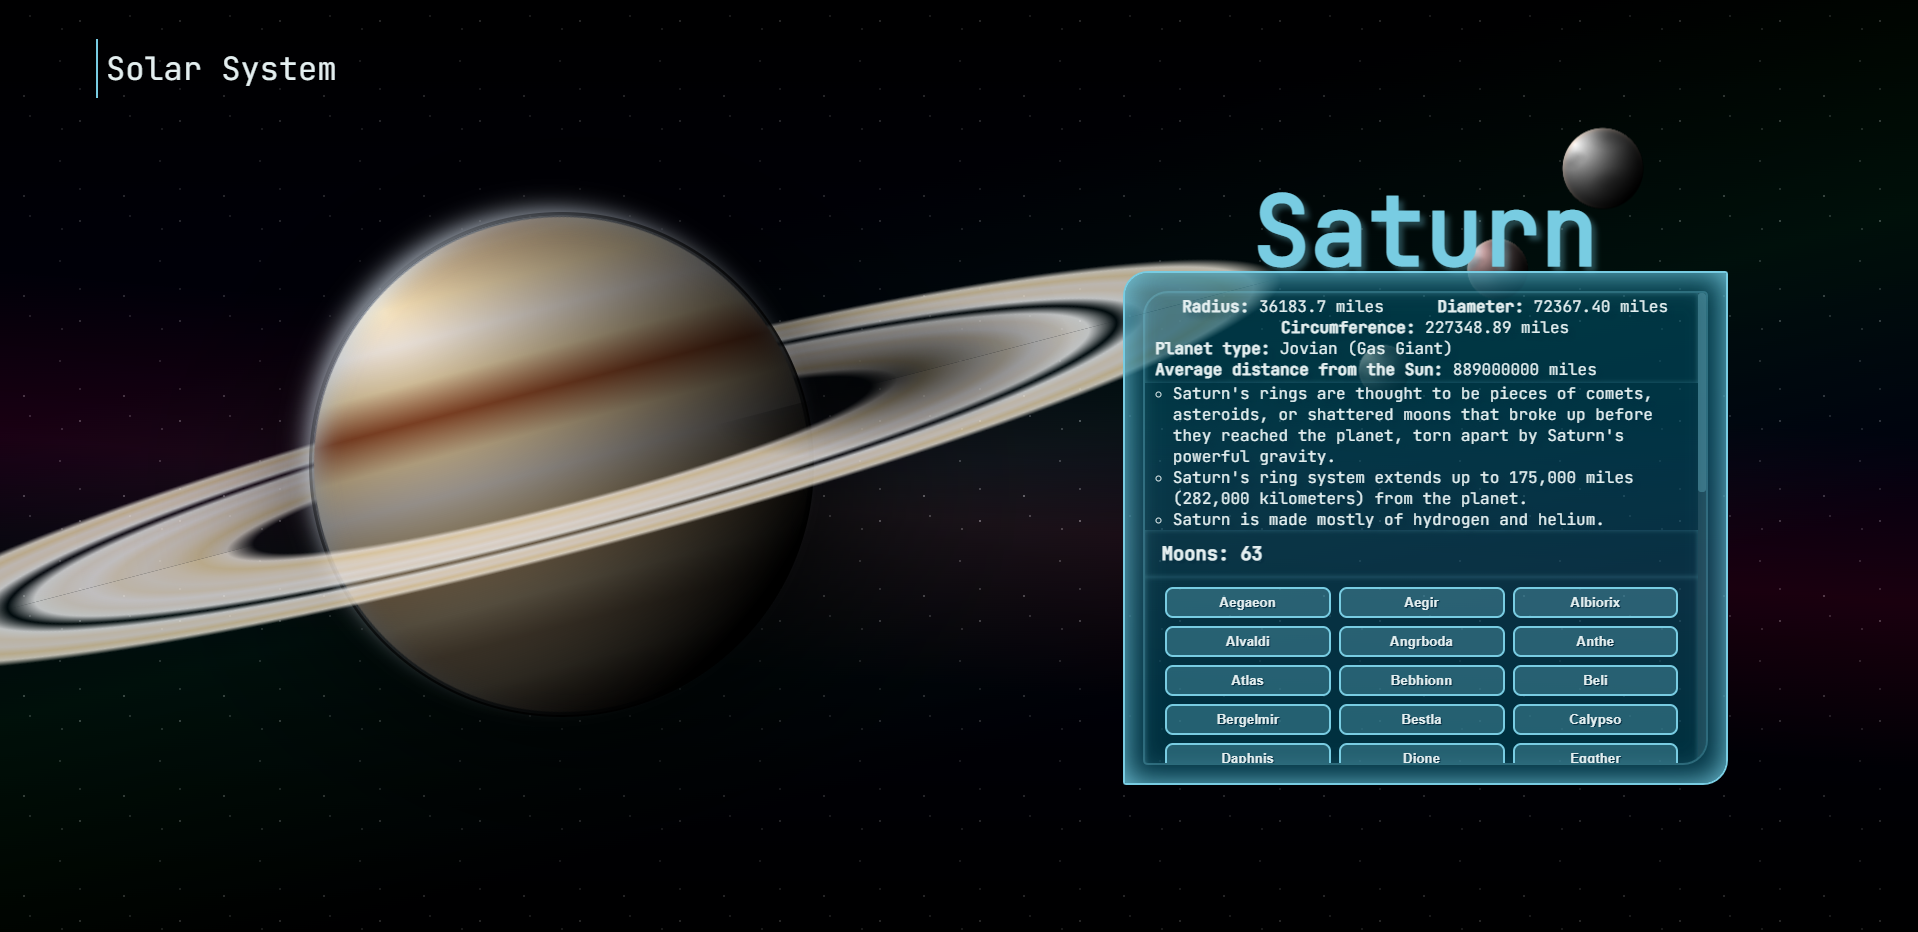 Solar System
Saturn
Radius: 36183.7 miles Diameter: 72367.40 miles
Circumference: 227348.89 miles
Planet type: Jovian (Gas Giant)
Average distance from the Sun: 889000000 miles
Saturn's rings are thought to be pieces of comets,
asteroids, or shattered moons that broke up before
they reached the planet, torn apart by Saturn's
powerful gravity.
Saturn's ring system extends up to 175,000 miles
(282,000 kilometers) from the planet.
Saturn is made mostly of hydrogen and helium.
Moons: 63
Aegaeon Aegir Albiorix
Alvaldi Angrboda Anthe
Atlas Bebhionn Beli
Bergelmir Bestla Calypso
Daphnis Dione Eggther